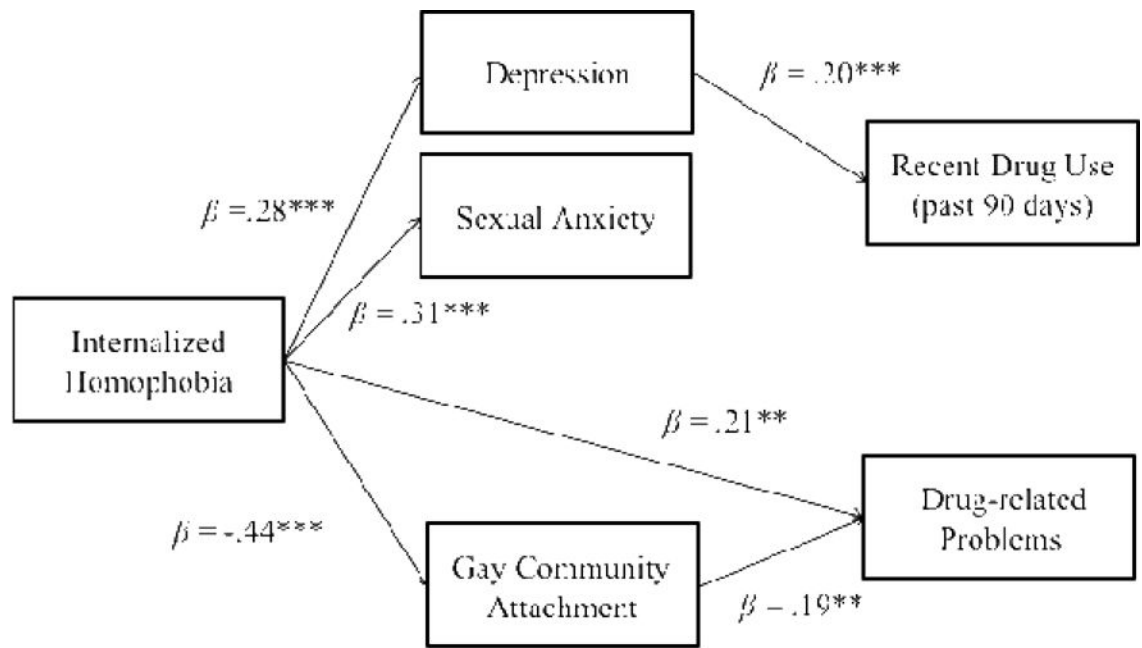 Depression
β = .20***
Recent Drug Use
(past 90 days)
β =.28***
Sexual Anxiety
β = .31***
Internalized
Homophobia
β = .21**
Drug-related
Problems
β = -.44***
Gay Community
Attachment
β = .19**